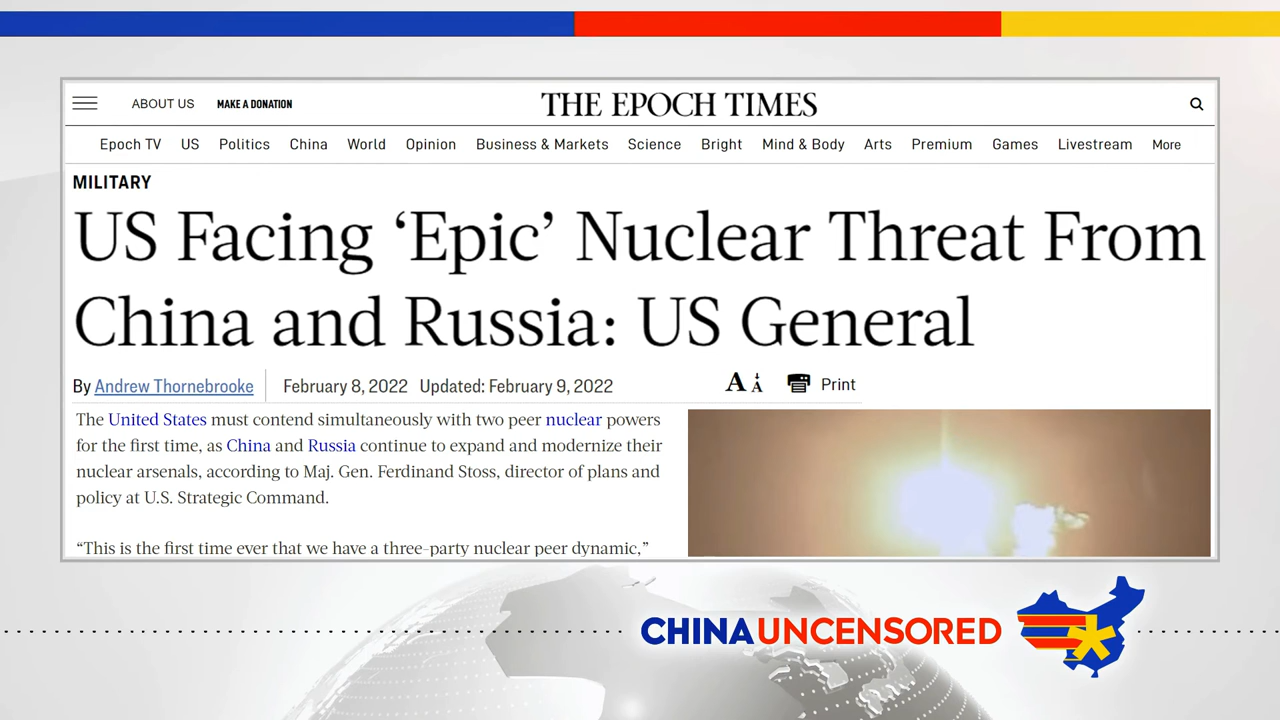 ABOUT US MAKE A DONATION THE EPOCH TIMES
Epoch TV US Politics China World Opinion Business & Markets Science Bright Mind & Body Arts Premium Games Livestream More
MILITARY
US Facing ‘Epic’ Nuclear Threat From
China and Russia: US General
By Andrew Thornebrooke February 8, 2022 Updated: February 9, 2022 A A Print
The United States must contend simultaneously with two peer nuclear powers
for the first time, as China and Russia continue to expand and modernize their
nuclear arsenals, according to Maj. Gen. Ferdinand Stoss, director of plans and
policy at U.S. Strategic Command.
“This is the first time ever that we have a three-party nuclear peer dynamic,”
CHINA UNCENSORED